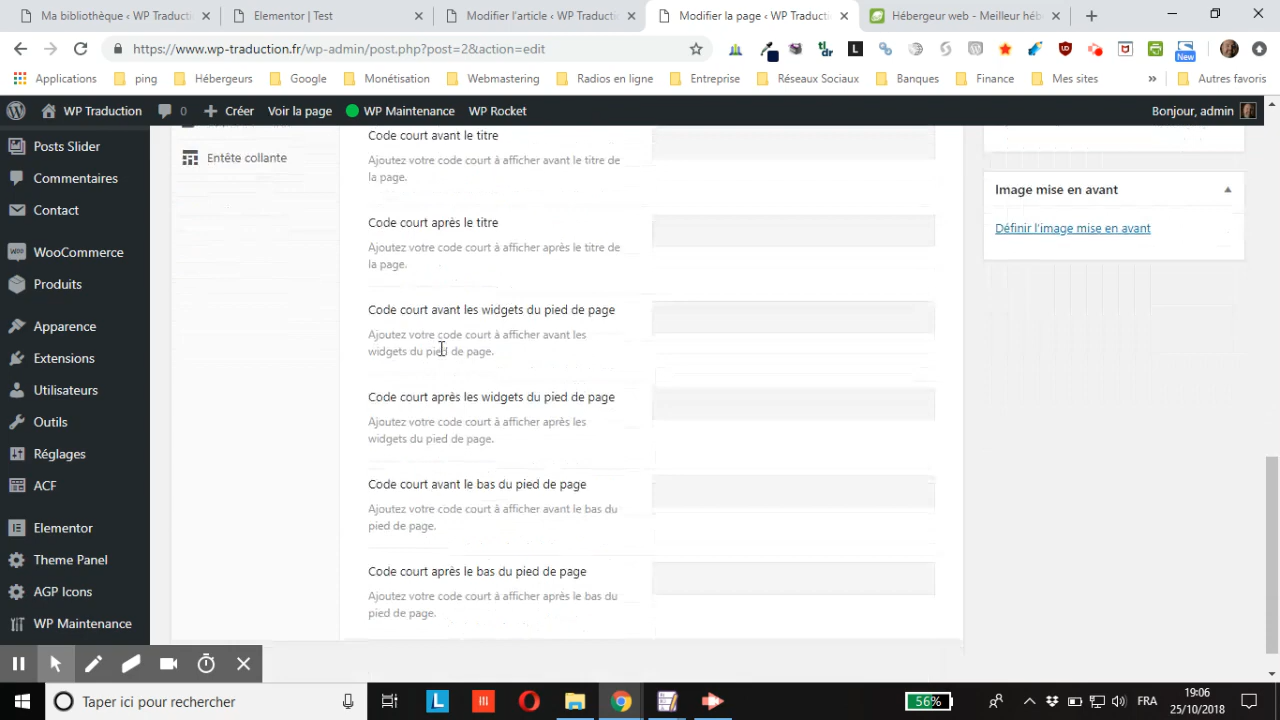 Ma bibliothèque ‹ WP Traducti
Elementor | Test
Modifier l'article ‹ WP Traductio
Modifier la page ‹ WP Traductio
Hébergeur web - Meilleur héb
https://www.wp-traduction.fr/wp-admin/post.php?post=2&action=edit
tldr
L
New
Applications
ping
Hébergeurs
Google
Monétisation
Webmastering
Radios en ligne
Entreprise
Réseaux Sociaux
Banques
Finance
Mes sites
»
Autres favoris
WP Traduction
0
Créer
Voir la page
WP Maintenance
WP Rocket
Bonjour, admin
Posts Slider
Commentaires
Contact
WooCommerce
Produits
Apparence
Extensions
Utilisateurs
Outils
Réglages
ACF
Elementor
Theme Panel
AGP Icons
WP Maintenance
Entête collante
Code court avant le titre
Ajoutez votre code court à afficher avant le titre de
la page.
Code court après le titre
Ajoutez votre code court à afficher après le titre de
la page.
Code court avant les widgets du pied de page
Ajoutez votre code court à afficher avant les
widgets du pied de page.
Code court après les widgets du pied de page
Ajoutez votre code court à afficher après les
widgets du pied de page.
Code court avant le bas du pied de page
Ajoutez votre code court à afficher avant le bas du
pied de page.
Code court après le bas du pied de page
Ajoutez votre code court à afficher après le bas du
pied de page.
Image mise en avant
Définir l'image mise en avant
Taper ici pour rechercher
L
56%
FRA
19:06
25/10/2018